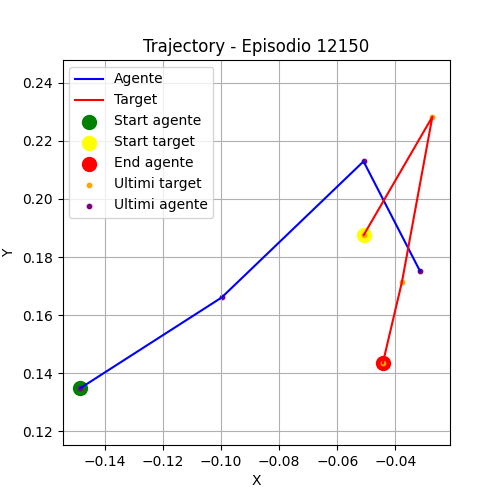 Trajectory - Episodio 12150
Agente
Target
Start agente
Start target
End agente
Ultimi target
Ultimi agente
Y
0.24
0.22
0.20
0.18
0.16
0.14
0.12
−0.14
−0.12
−0.10
−0.08
−0.06
−0.04
X